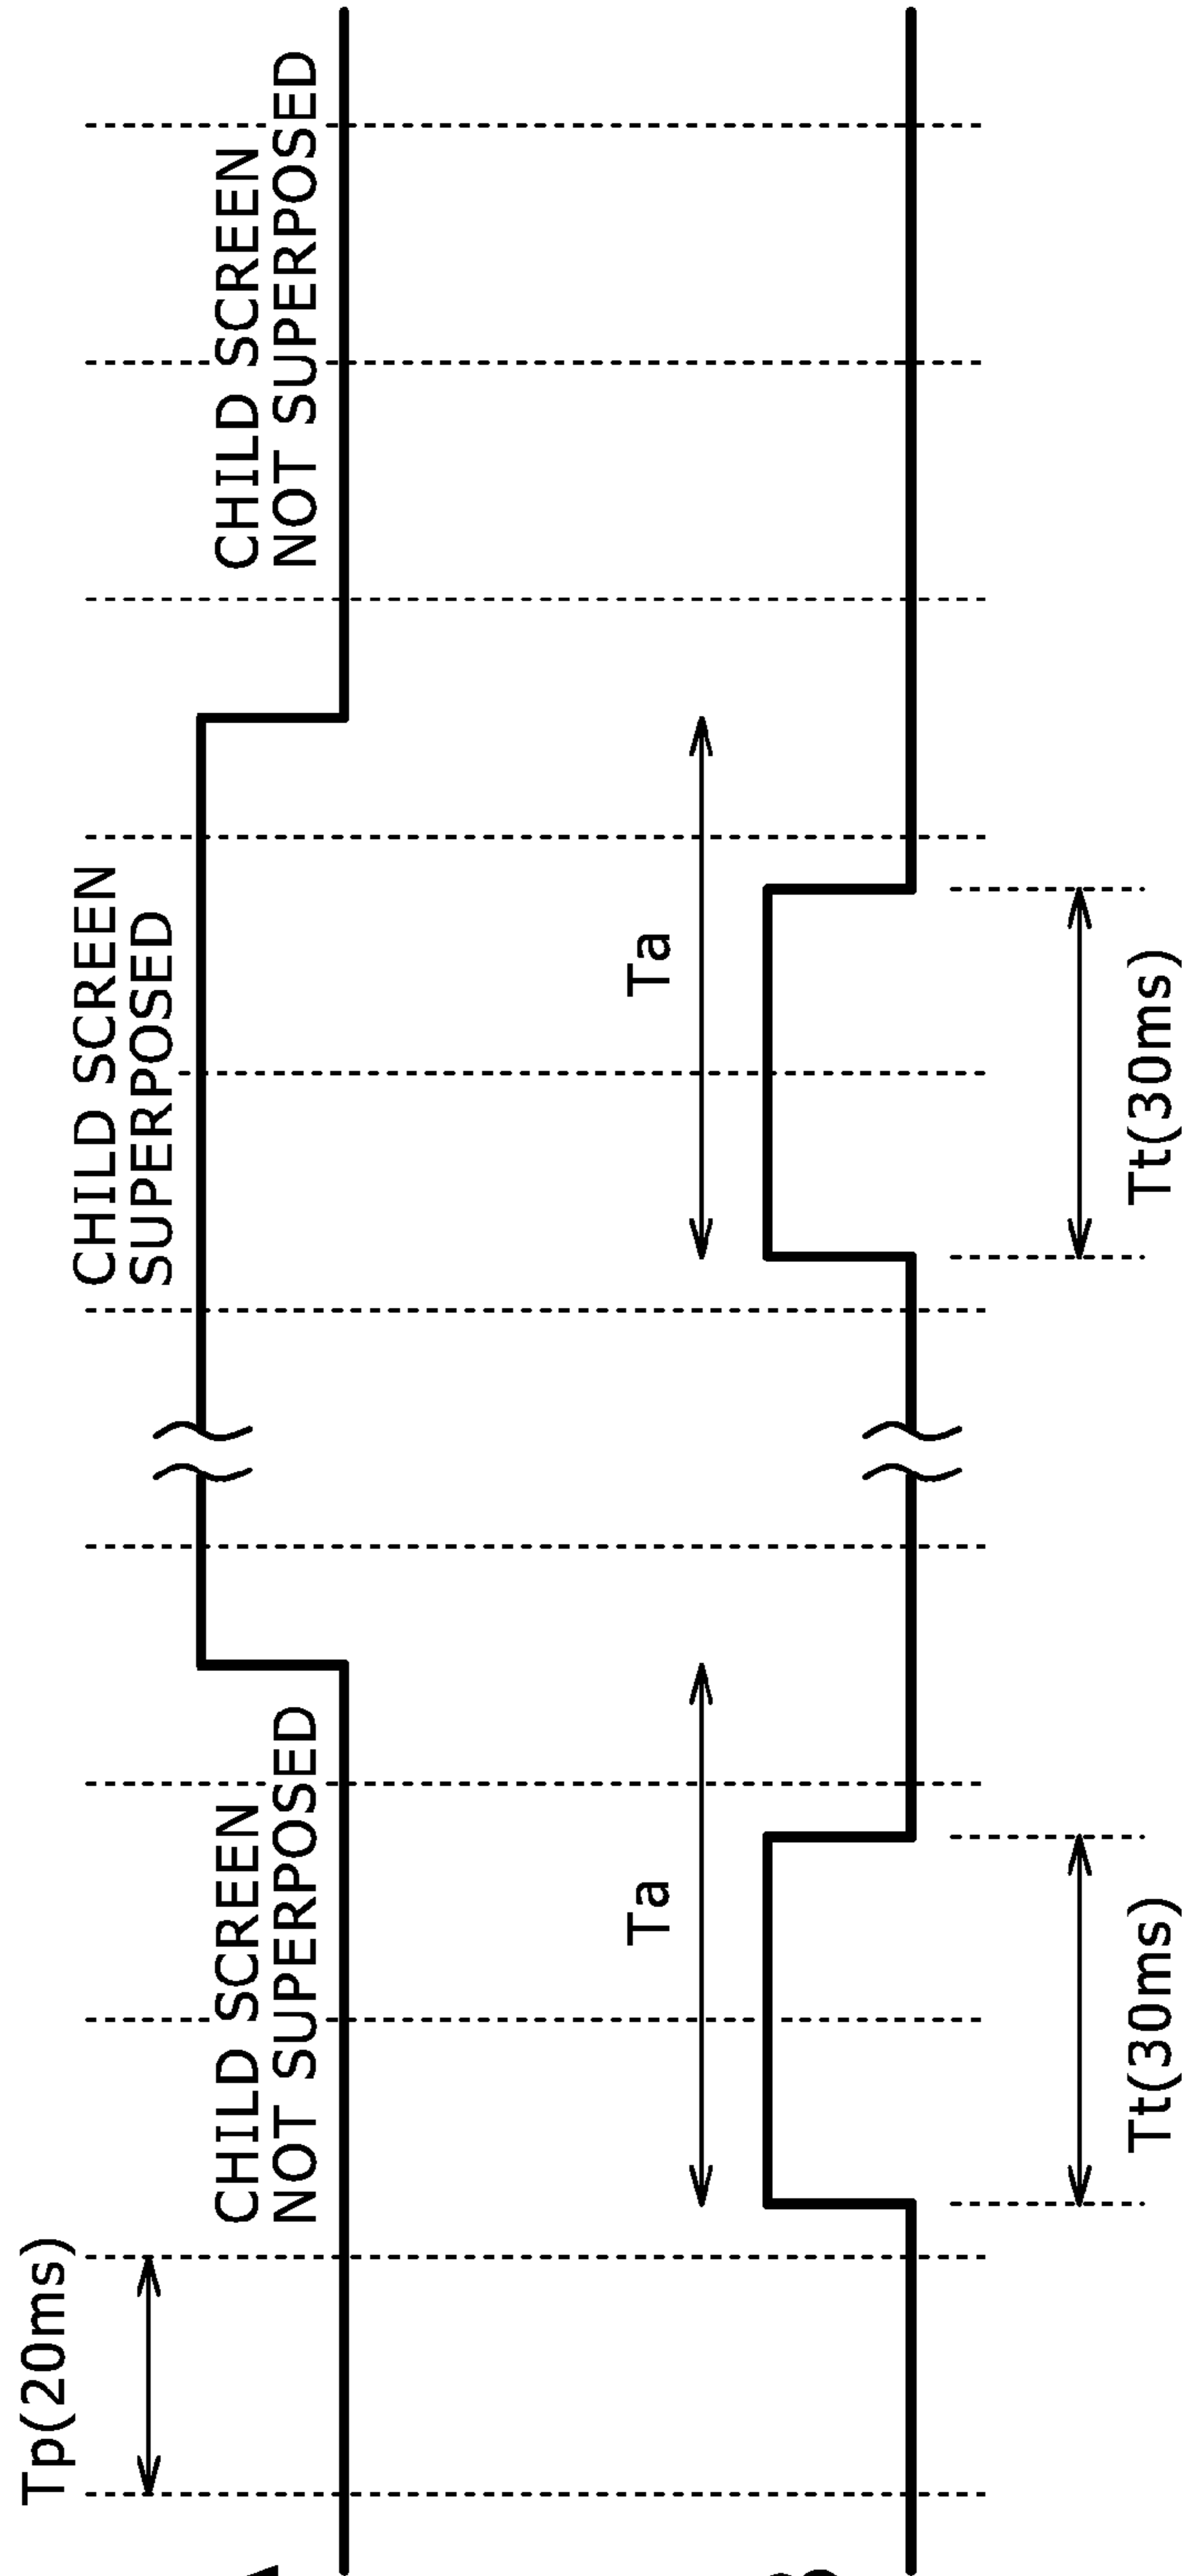 Tp(20ms)
CHILD SCREEN
NOT SUPERPOSED
CHILD SCREEN
SUPERPOSED
CHILD SCREEN
NOT SUPERPOSED
Ta
Ta
Tt(30ms)
Tt(30ms)